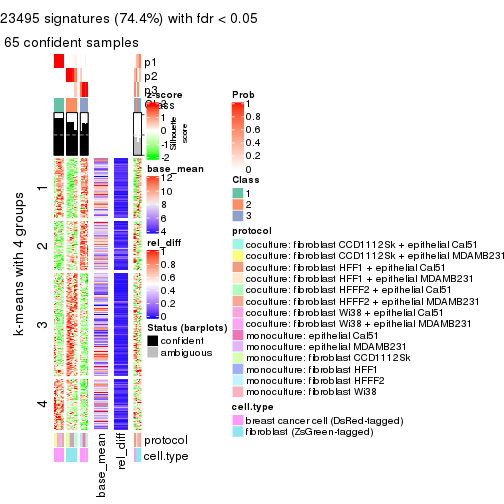 23495 signatures (74.4%) with fdr < 0.05
65 confident samples
p1
p2
p3
Class
z-score
2
1
0
-1
-2
Silhouette score
base_mean
12
10
8
6
4
rel_diff
1
0.8
0.6
0.4
0.2
0
Status (barplots)
confident
ambiguous
k-means with 4 groups
1
2
3
4
protocol
cell.type
base_mean
rel_diff
Prob
1
0.8
0.6
0.4
0.2
0
Class
1
2
3
protocol
coculture: fibroblast CCD1112Sk + epithelial Cal51
coculture: fibroblast CCD1112Sk + epithelial MDAMB231
coculture: fibroblast HFF1 + epithelial Cal51
coculture: fibroblast HFF1 + epithelial MDAMB231
coculture: fibroblast HFFF2 + epithelial Cal51
coculture: fibroblast HFFF2 + epithelial MDAMB231
coculture: fibroblast Wi38 + epithelial Cal51
coculture: fibroblast Wi38 + epithelial MDAMB231
monoculture: epithelial Cal51
monoculture: epithelial MDAMB231
monoculture: fibroblast CCD1112Sk
monoculture: fibroblast HFF1
monoculture: fibroblast HFFF2
monoculture: fibroblast Wi38
cell.type
breast cancer cell (DsRed-tagged)
fibroblast (ZsGreen-tagged)